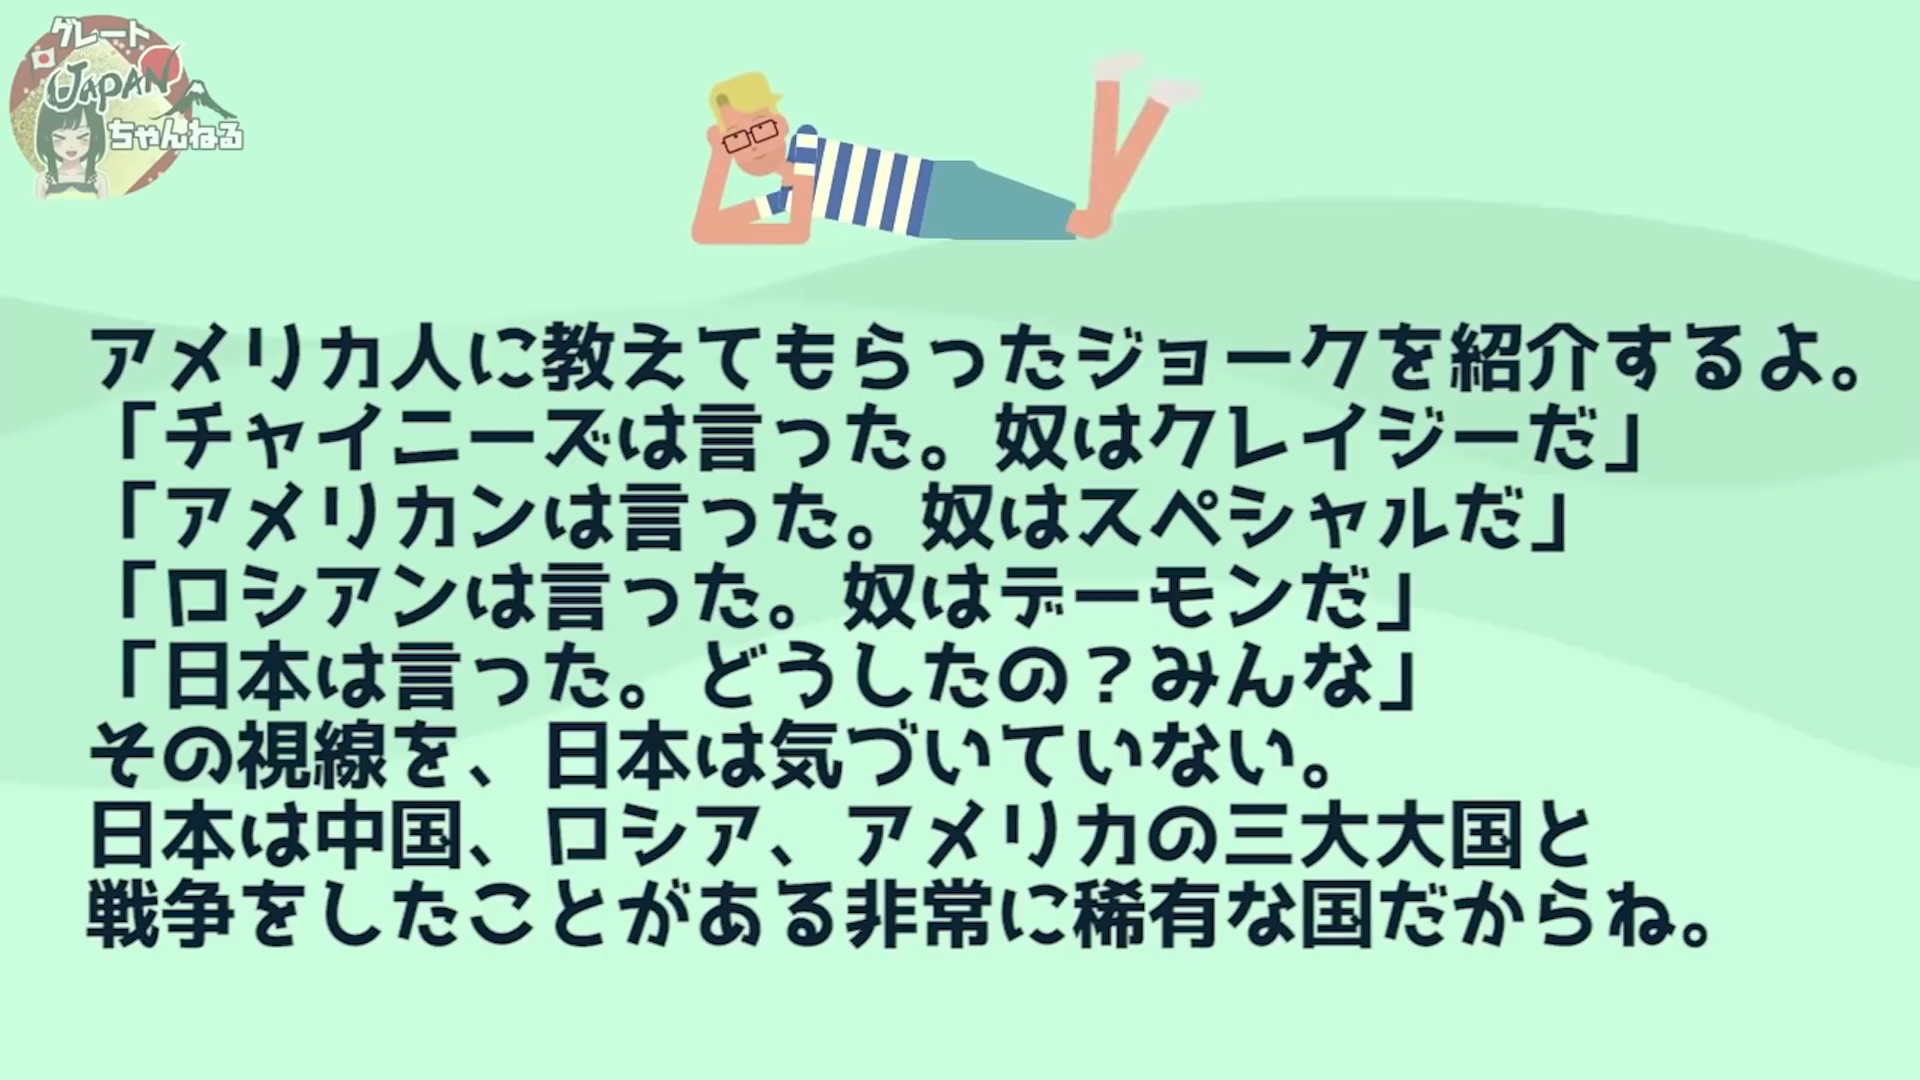 グレート
JAPAN
ちゃんねる
アメリカ人に教えてもらったジョークを紹介するよ。
「チャイニーズは言った。奴はクレイジーだ」
「アメリカンは言った。奴はスペシャルだ」
「ロシアンは言った。奴はデーモンだ」
「日本は言った。どうしたの?みんな」
その視線を、日本は気づいていない。
日本は中国、ロシア、アメリカの三大大国と
戦争をしたことがある非常に稀有な国だからね。